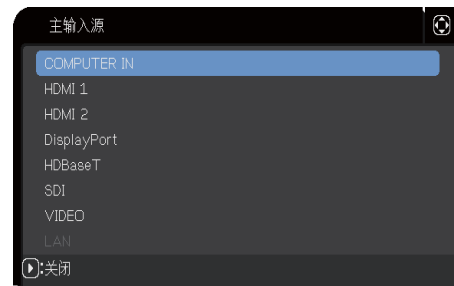 主输入源
COMPUTER IN
HDMI 1
HDMI 2
DisplayPort
HDBaseT
SDI
VIDEO
LAN
:关闭